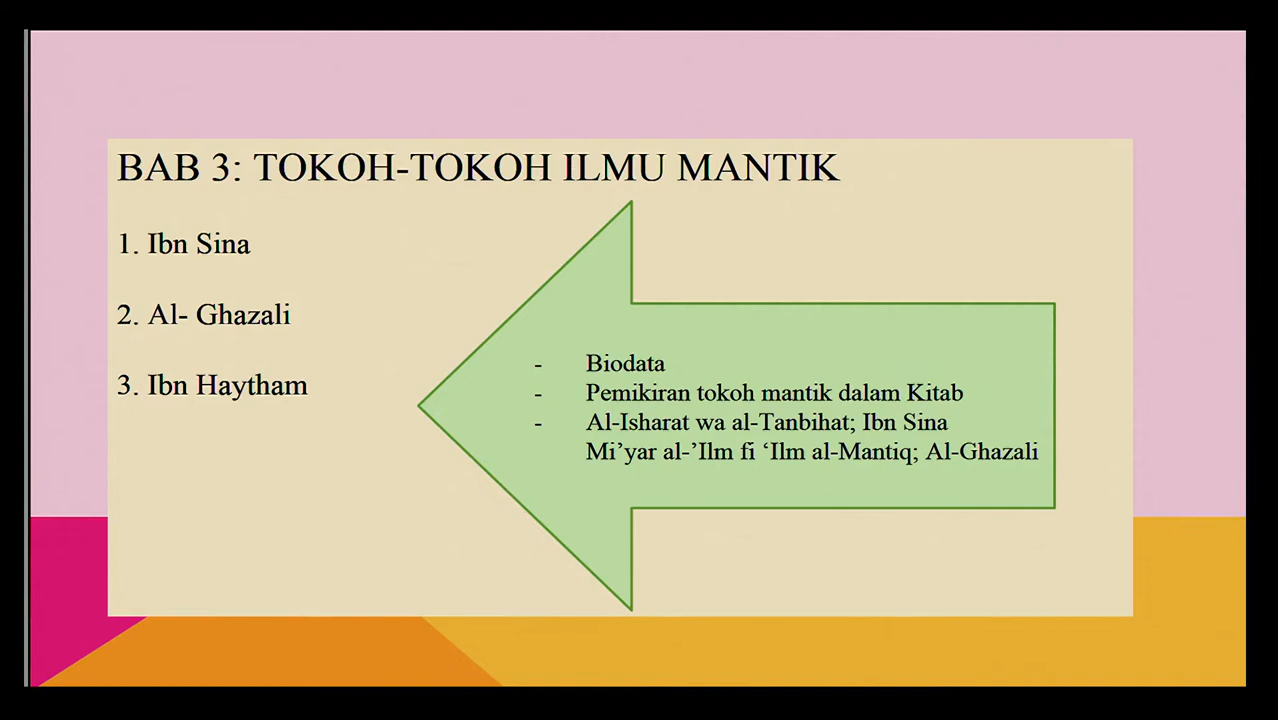 BAB 3: TOKOH-TOKOH ILMU MANTIK
1. Ibn Sina
2. Al- Ghazali
3. Ibn Haytham
- Biodata
- Pemikiran tokoh mantik dalam Kitab
- Al-Isharat wa al-Tanbihat; Ibn Sina
Mi’yar al-’Ilm fi ‘Ilm al-Mantiq; Al-Ghazali